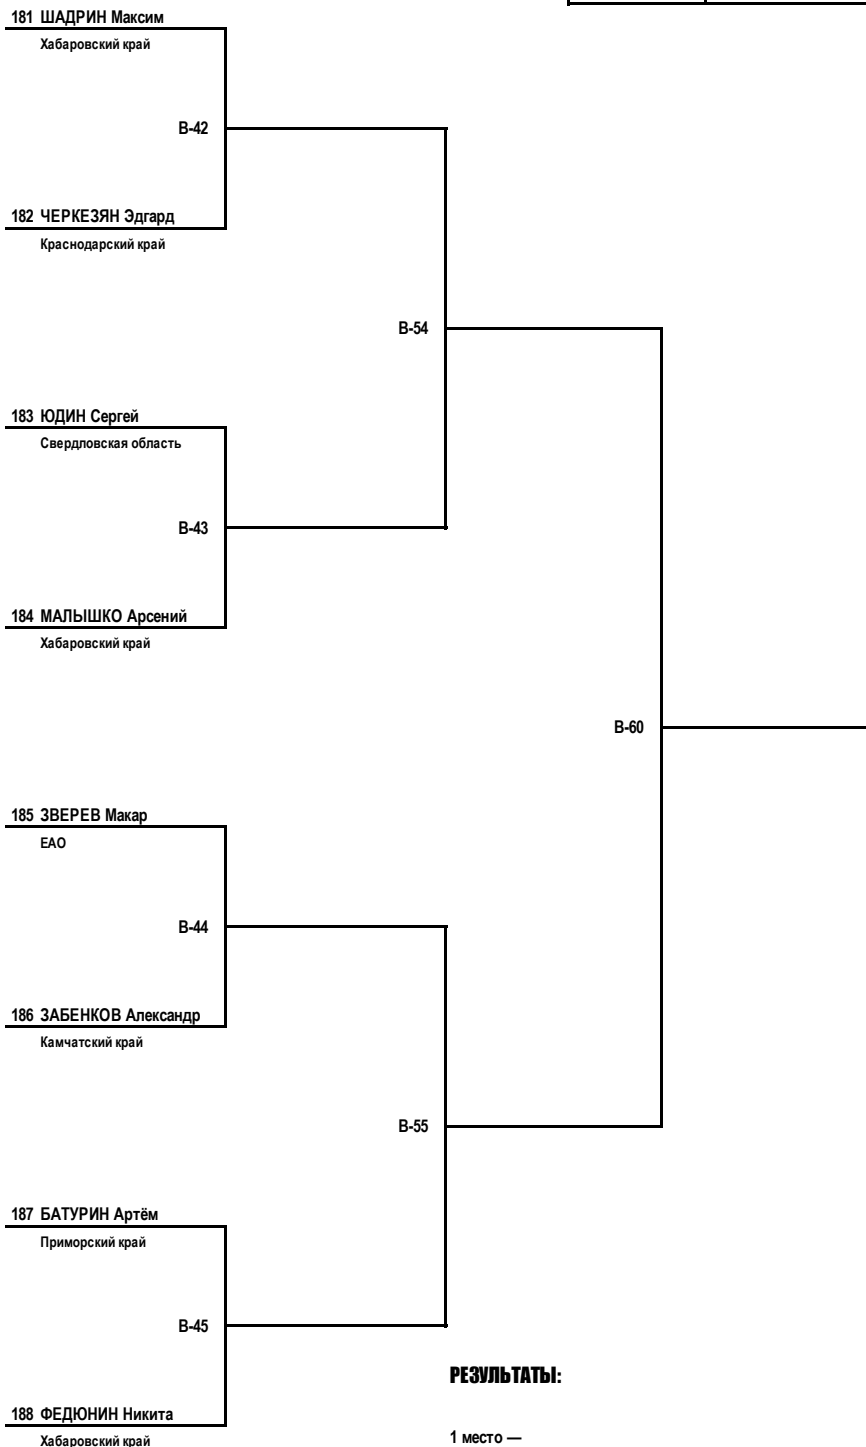 181 ШАДРИН Максим
Хабаровский край
B-42
182 ЧЕРКЕЗЯН Эдгард
Краснодарский край
B-54
183 ЮДИН Сергей
Свердловская область
B-43
184 МАЛЫШКО Арсений
Хабаровский край
B-60
185 ЗВЕРЕВ Макар
ЕАО
B-44
186 ЗАБЕНКОВ Александр
Камчатский край
B-55
187 БАТУРИН Артём
Приморский край
B-45
РЕЗУЛЬТАТЫ:
188 ФЕДЮНИН Никита
Хабаровский край
1 место —